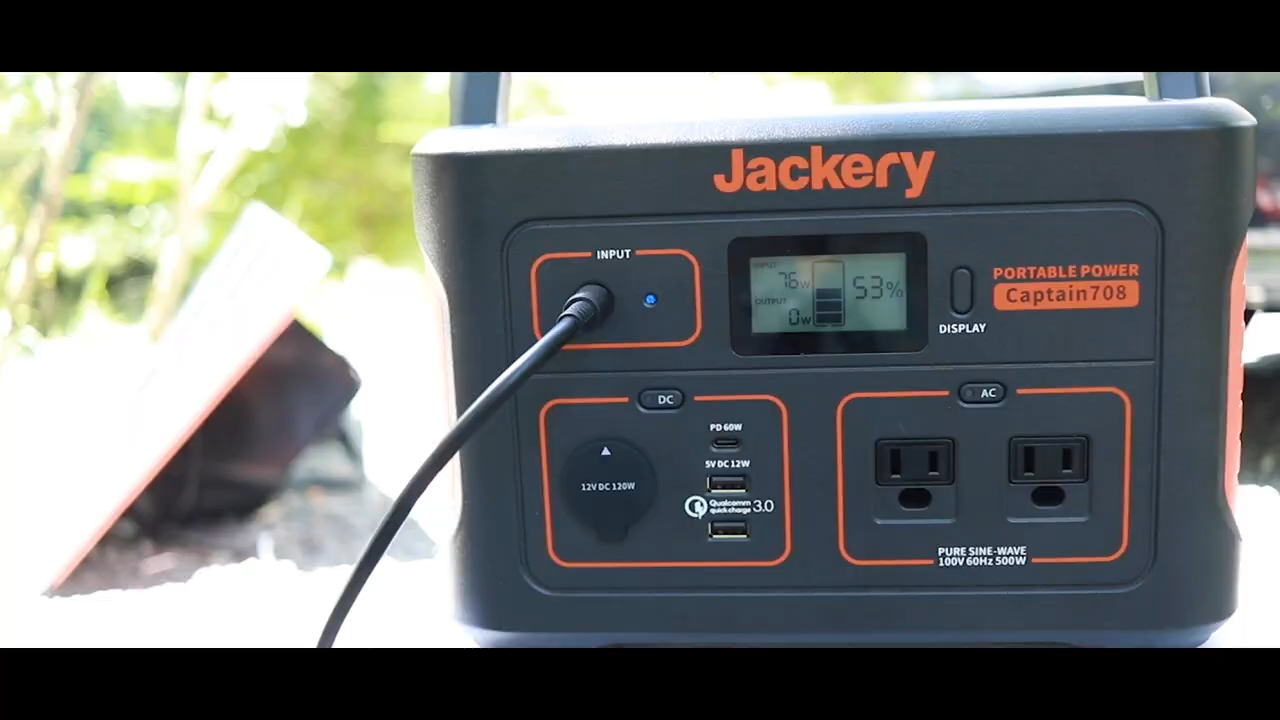 Jackery
INPUT
INPUT
76W
53%
OUTPUT
0W
DISPLAY
PORTABLE POWER
Captain708
DC
PD 60W
5V DC 12W
12V DC 120W
Qualcomm
quick charge 3.0
AC
PURE SINE-WAVE
100V 60Hz 500W